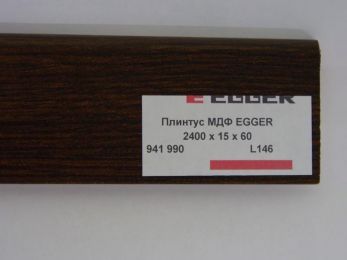 EGGER
Плинтус МДФ EGGER
2400 x 15 x 60
941 990 L146